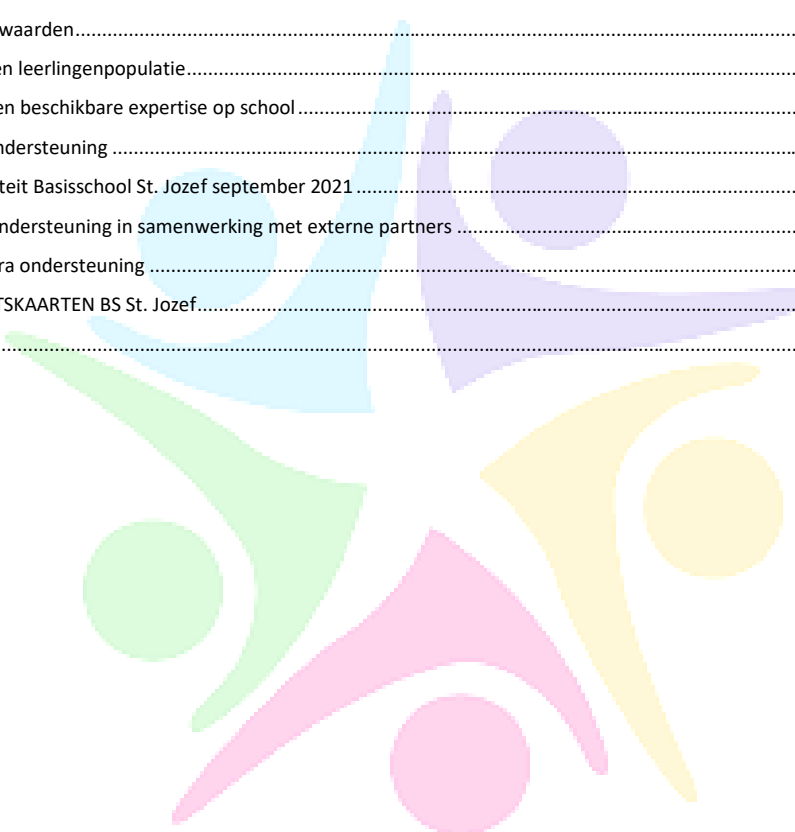 waarden
en leerlingenpopulatie
en beschikbare expertise op school
ndersteuning
teit Basisschool St. Jozef september 2021
ndersteuning in samenwerking met externe partners
ra ondersteuning
TSKAARTEN BS St. Jozef